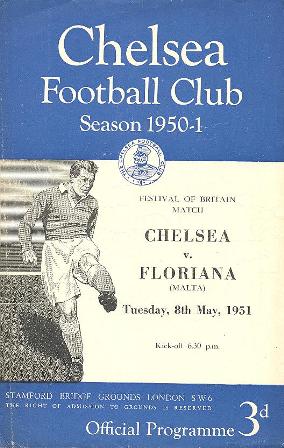 Chelsea
Football Club
Season 1950-1
FESTIVAL OF BRITAIN
MATCH
CHELSEA
v.
FLORIANA
(MALTA)
Tuesday, 8th May, 1951
Kick-off 6.30 p.m.
STAMFORD BRIDGE GROUNDS LONDON S.W.6
THE RIGHT OF ADMISSION TO GROUNDS IS RESERVED
Official Programme 3d